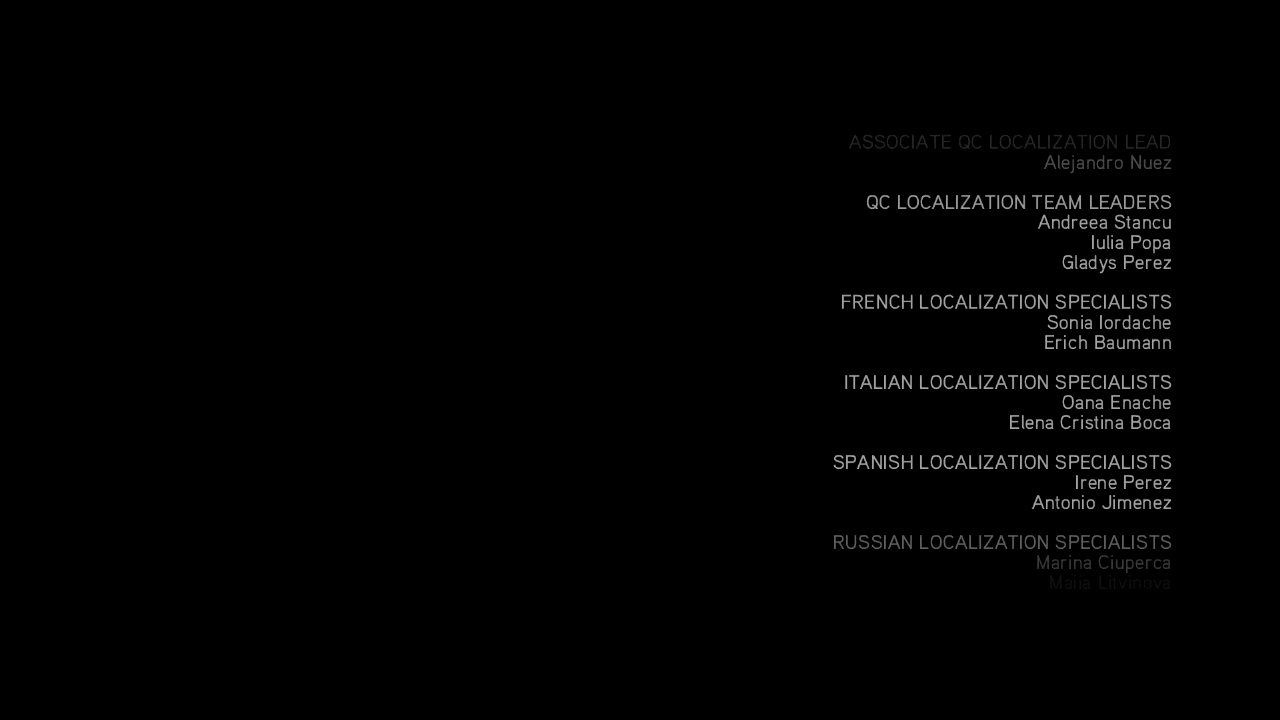 ASSOCIATE QC LOCALIZATION LEAD
Alejandro Nuez
QC LOCALIZATION TEAM LEADERS
Andreea Stancu
Iulia Popa
Gladys Perez
FRENCH LOCALIZATION SPECIALISTS
Sonia Iordache
Erich Baumann
ITALIAN LOCALIZATION SPECIALISTS
Oana Enache
Elena Cristina Boca
SPANISH LOCALIZATION SPECIALISTS
Irene Perez
Antonio Jimenez
RUSSIAN LOCALIZATION SPECIALISTS
Marina Ciuperca
Maiia Litvinova